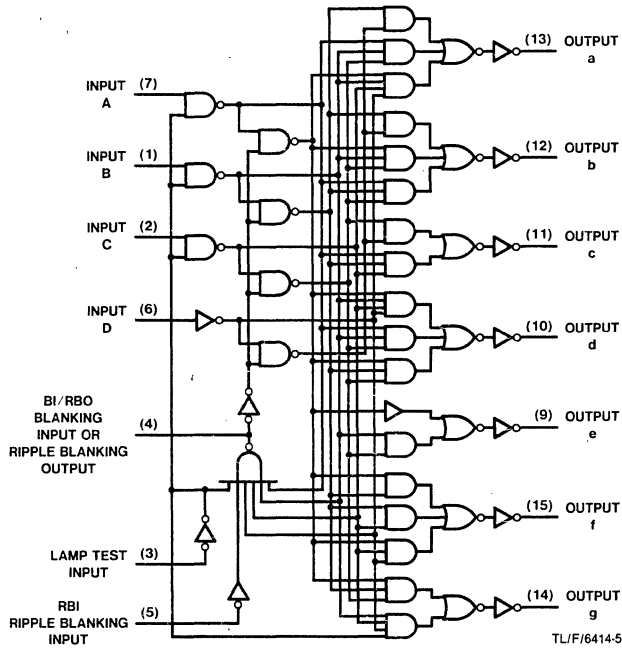 (13) OUTPUT
a
INPUT (7)
A
(12) OUTPUT
b
INPUT (1)
B
INPUT (2)
C
(11) OUTPUT
c
INPUT (6)
D
(10) OUTPUT
d
BI/RBO
BLANKING (4)
INPUT OR
RIPPLE BLANKING
OUTPUT
(9) OUTPUT
e
(15) OUTPUT
f
LAMP TEST (3)
INPUT
(14) OUTPUT
g
RBI
RIPPLE BLANKING (5)
INPUT
TL/F/6414-5